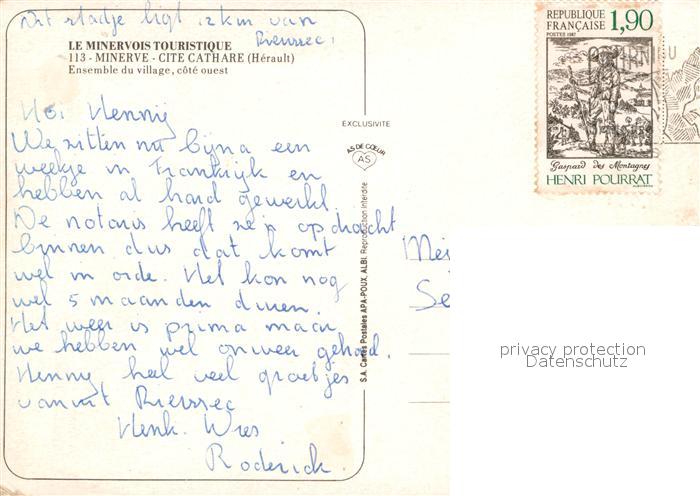 Dit stadje ligt 12 km van
Rieussec.
LE MINERVOIS TOURISTIQUE
113 - MINERVE - CITE CATHARE (Hérault)
Ensemble du village, côté ouest
Hoi Henny
We zitten nu bijna een
weekje in Frankrijk en
hebben al hard gewerkt.
De notaris heeft ze'n opdracht
binnen dus dat komt
wel in orde. Het kon nog
wel 5 maanden duren.
Het weer is prima maar
we hebben wel onweer gehad.
Henny heel veel groetjes
vanuit Rieussec
Henk. Wies
Roderick.
EXCLUSIVITE
AS DE CŒUR
AS
S.A. Cartes Postales APA-POUX, ALBI. Reproduction interdite
REPUBLIQUE
FRANÇAISE
1,90
POSTES 1987
Gaspard des Montagnes
HENRI POURRAT
Mei
Se
privacy protection
Datenschutz